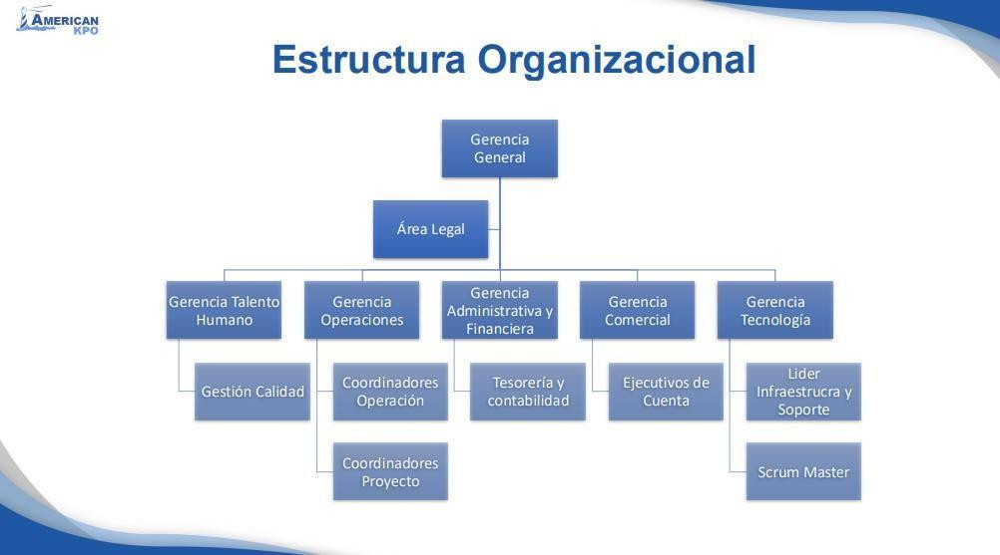 AMERICAN
KPO
Estructura Organizacional
Gerencia
General
Área Legal
Gerencia Talento
Humano
Gerencia
Operaciones
Gerencia
Administrativa y
Financiera
Gerencia
Comercial
Gerencia
Tecnología
Gestión Calidad
Coordinadores
Operación
Tesorería y
contabilidad
Ejecutivos de
Cuenta
Lider
Infraestrucra y
Soporte
Coordinadores
Proyecto
Scrum Master